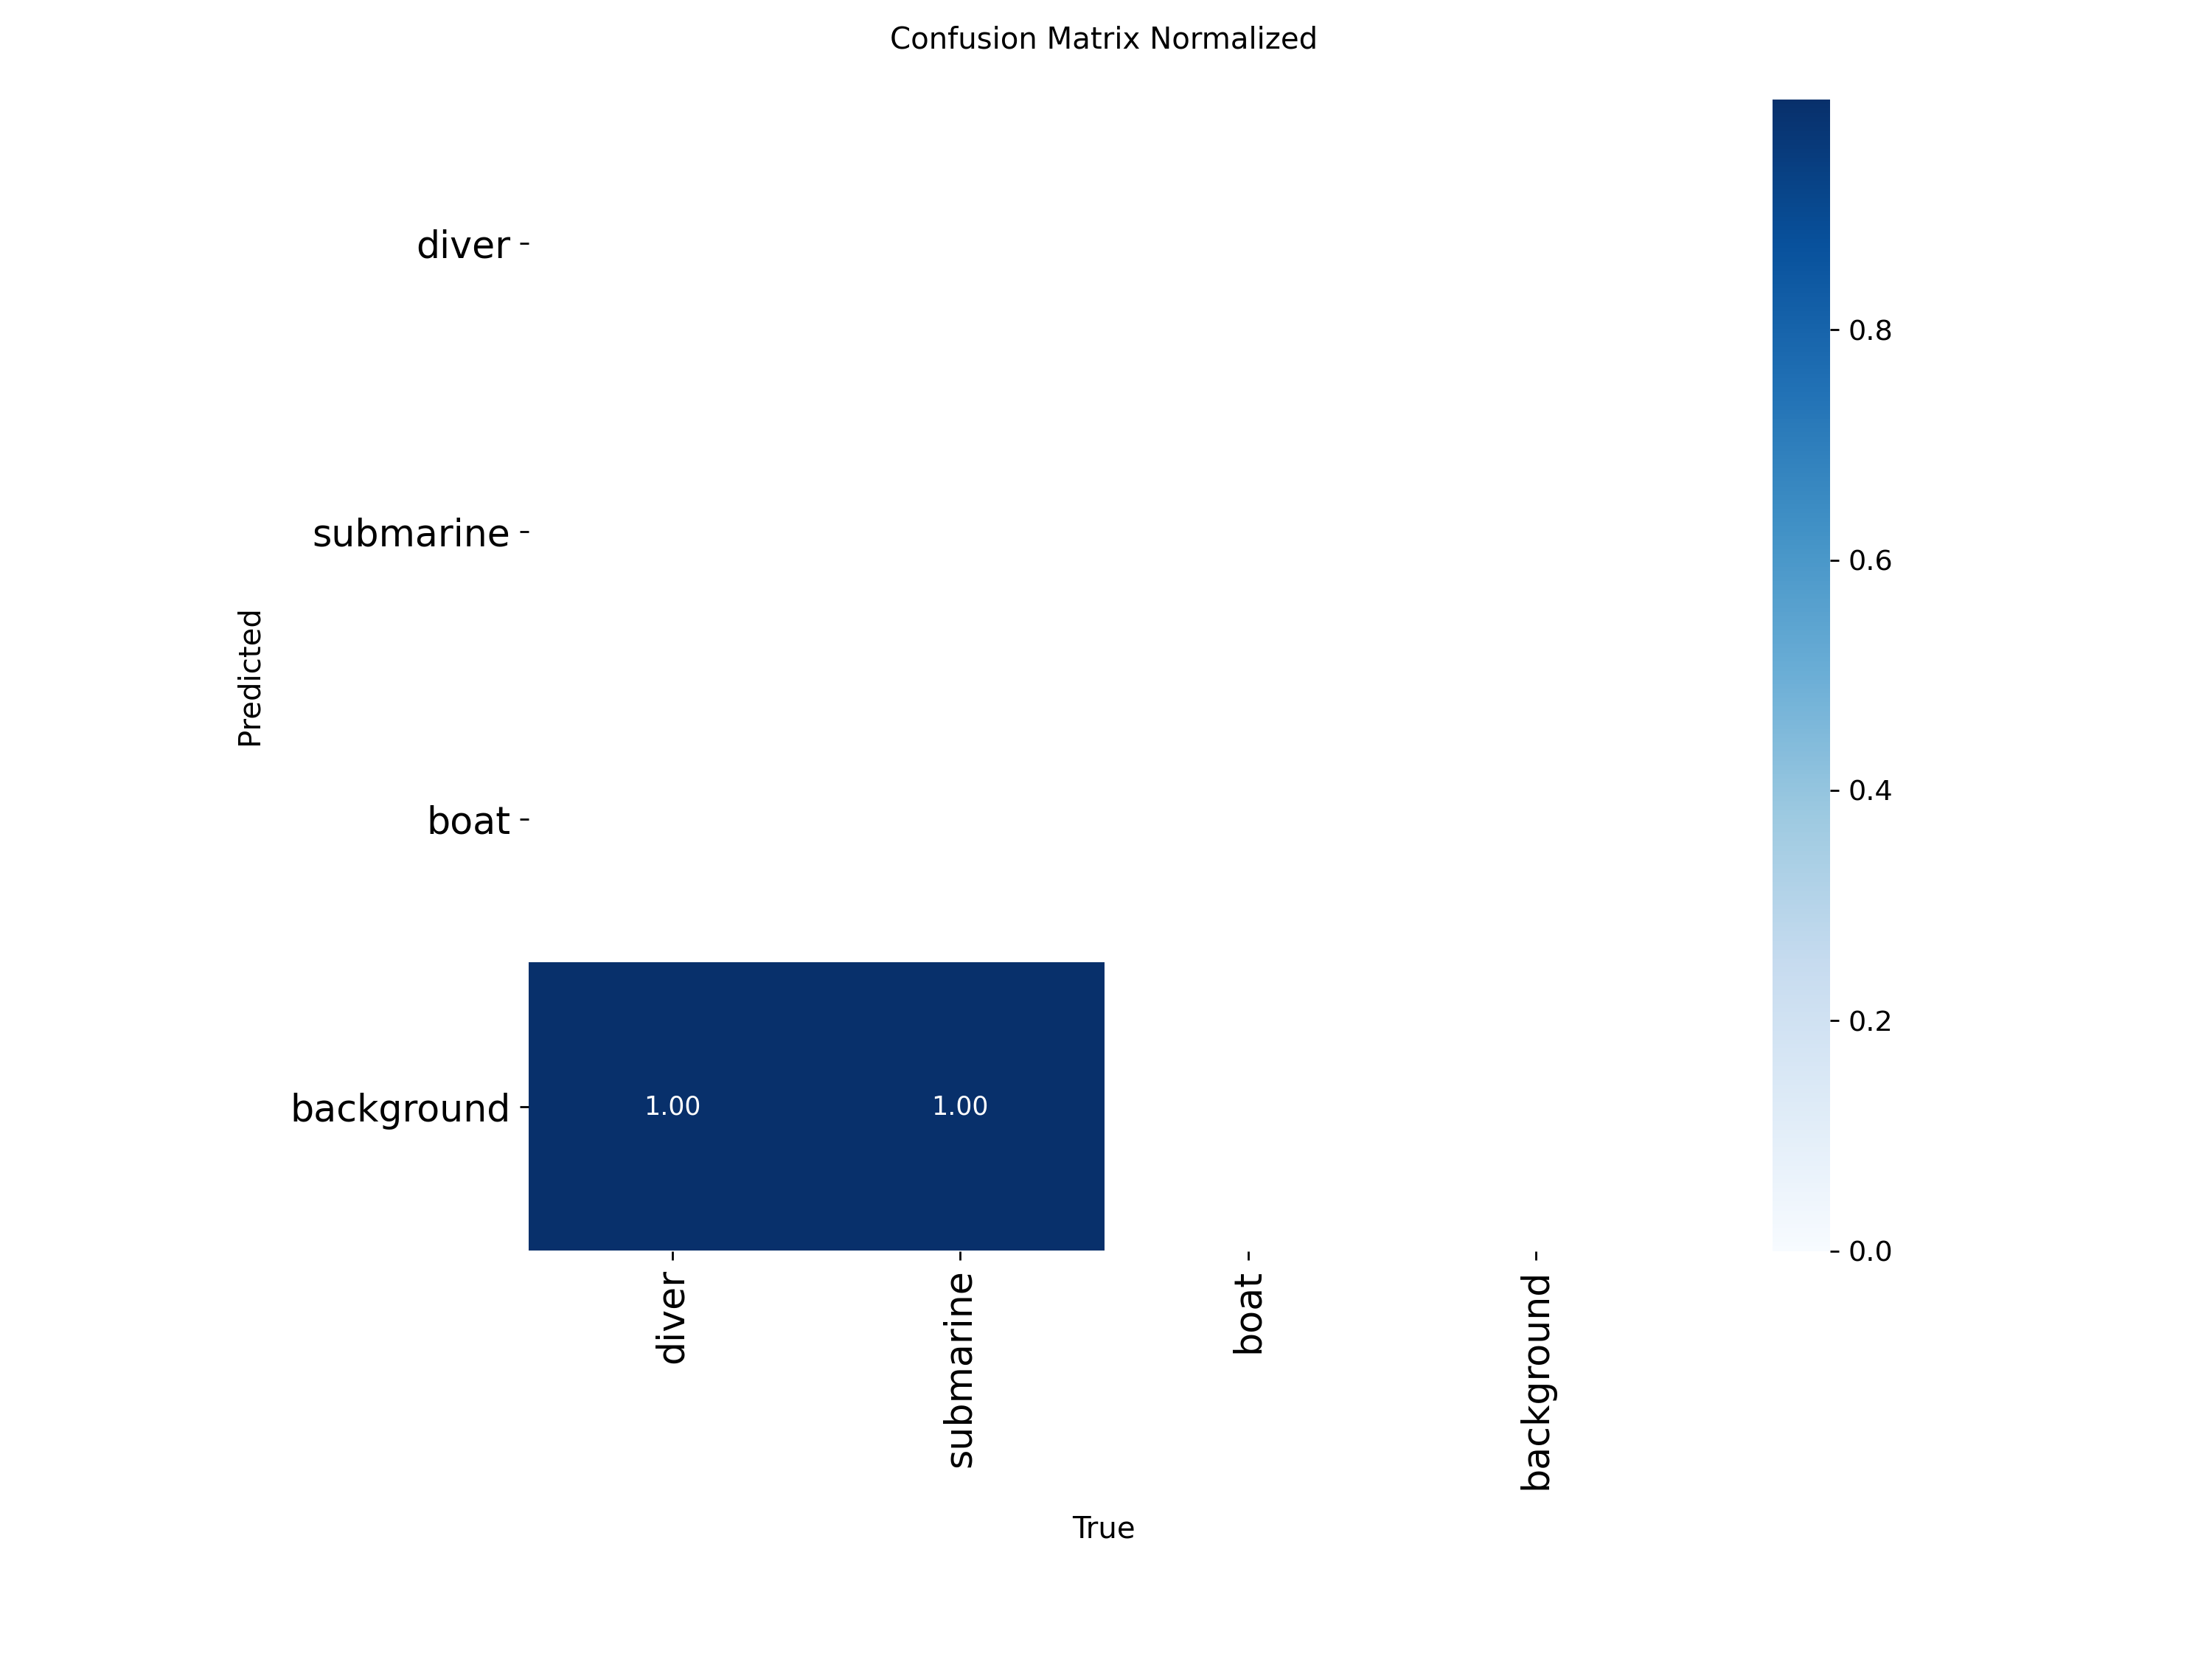 Confusion Matrix Normalized
diver
submarine
boat
background
Predicted
1.00 1.00
diver
submarine
boat
background
True
0.8
0.6
0.4
0.2
0.0